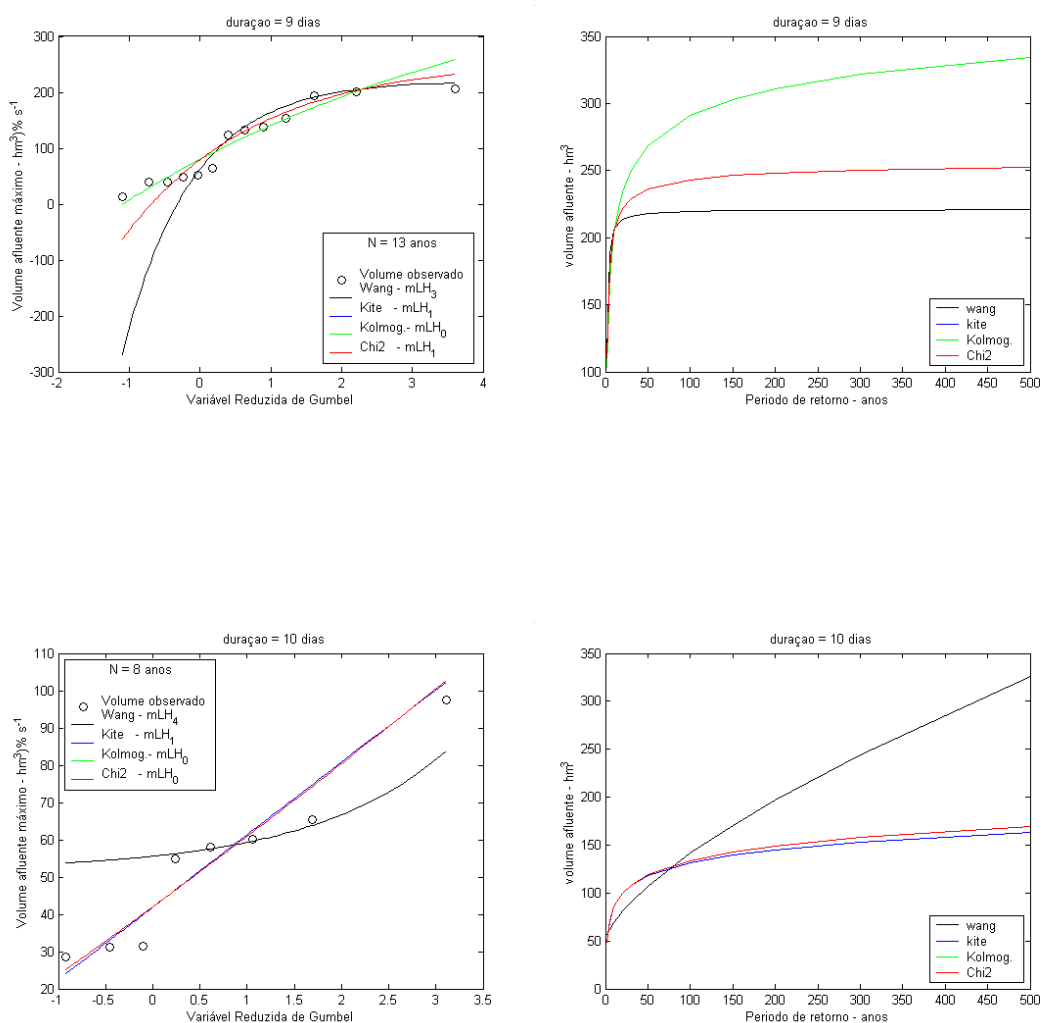 duraçao = 9 dias
300
200
100
0
-100
-200
-300
-2
-1
0
1
2
3
4
Volume afluente máximo - hm³)% s⁻¹
Variável Reduzida de Gumbel
N = 13 anos
Volume observado
Wang - mLH₃
Kite - mLH₁
Kolmog.- mLH₀
Chi2 - mLH₁
duraçao = 9 dias
350
300
250
200
150
100
0
50
100
150
200
250
300
350
400
450
500
volume afluente - hm³
Periodo de retorno - anos
wang
kite
Kolmog.
Chi2
duraçao = 10 dias
110
100
90
80
70
60
50
40
30
20
-1
-0.5
0
0.5
1
1.5
2
2.5
3
3.5
Volume afluente máximo - hm³)% s⁻¹
Variável Reduzida de Gumbel
N = 8 anos
Volume observado
Wang - mLH₄
Kite - mLH₁
Kolmog.- mLH₀
Chi2 - mLH₀
duraçao = 10 dias
350
300
250
200
150
100
50
0
0
50
100
150
200
250
300
350
400
450
500
volume afluente - hm³
Periodo de retorno - anos
wang
kite
Kolmog.
Chi2